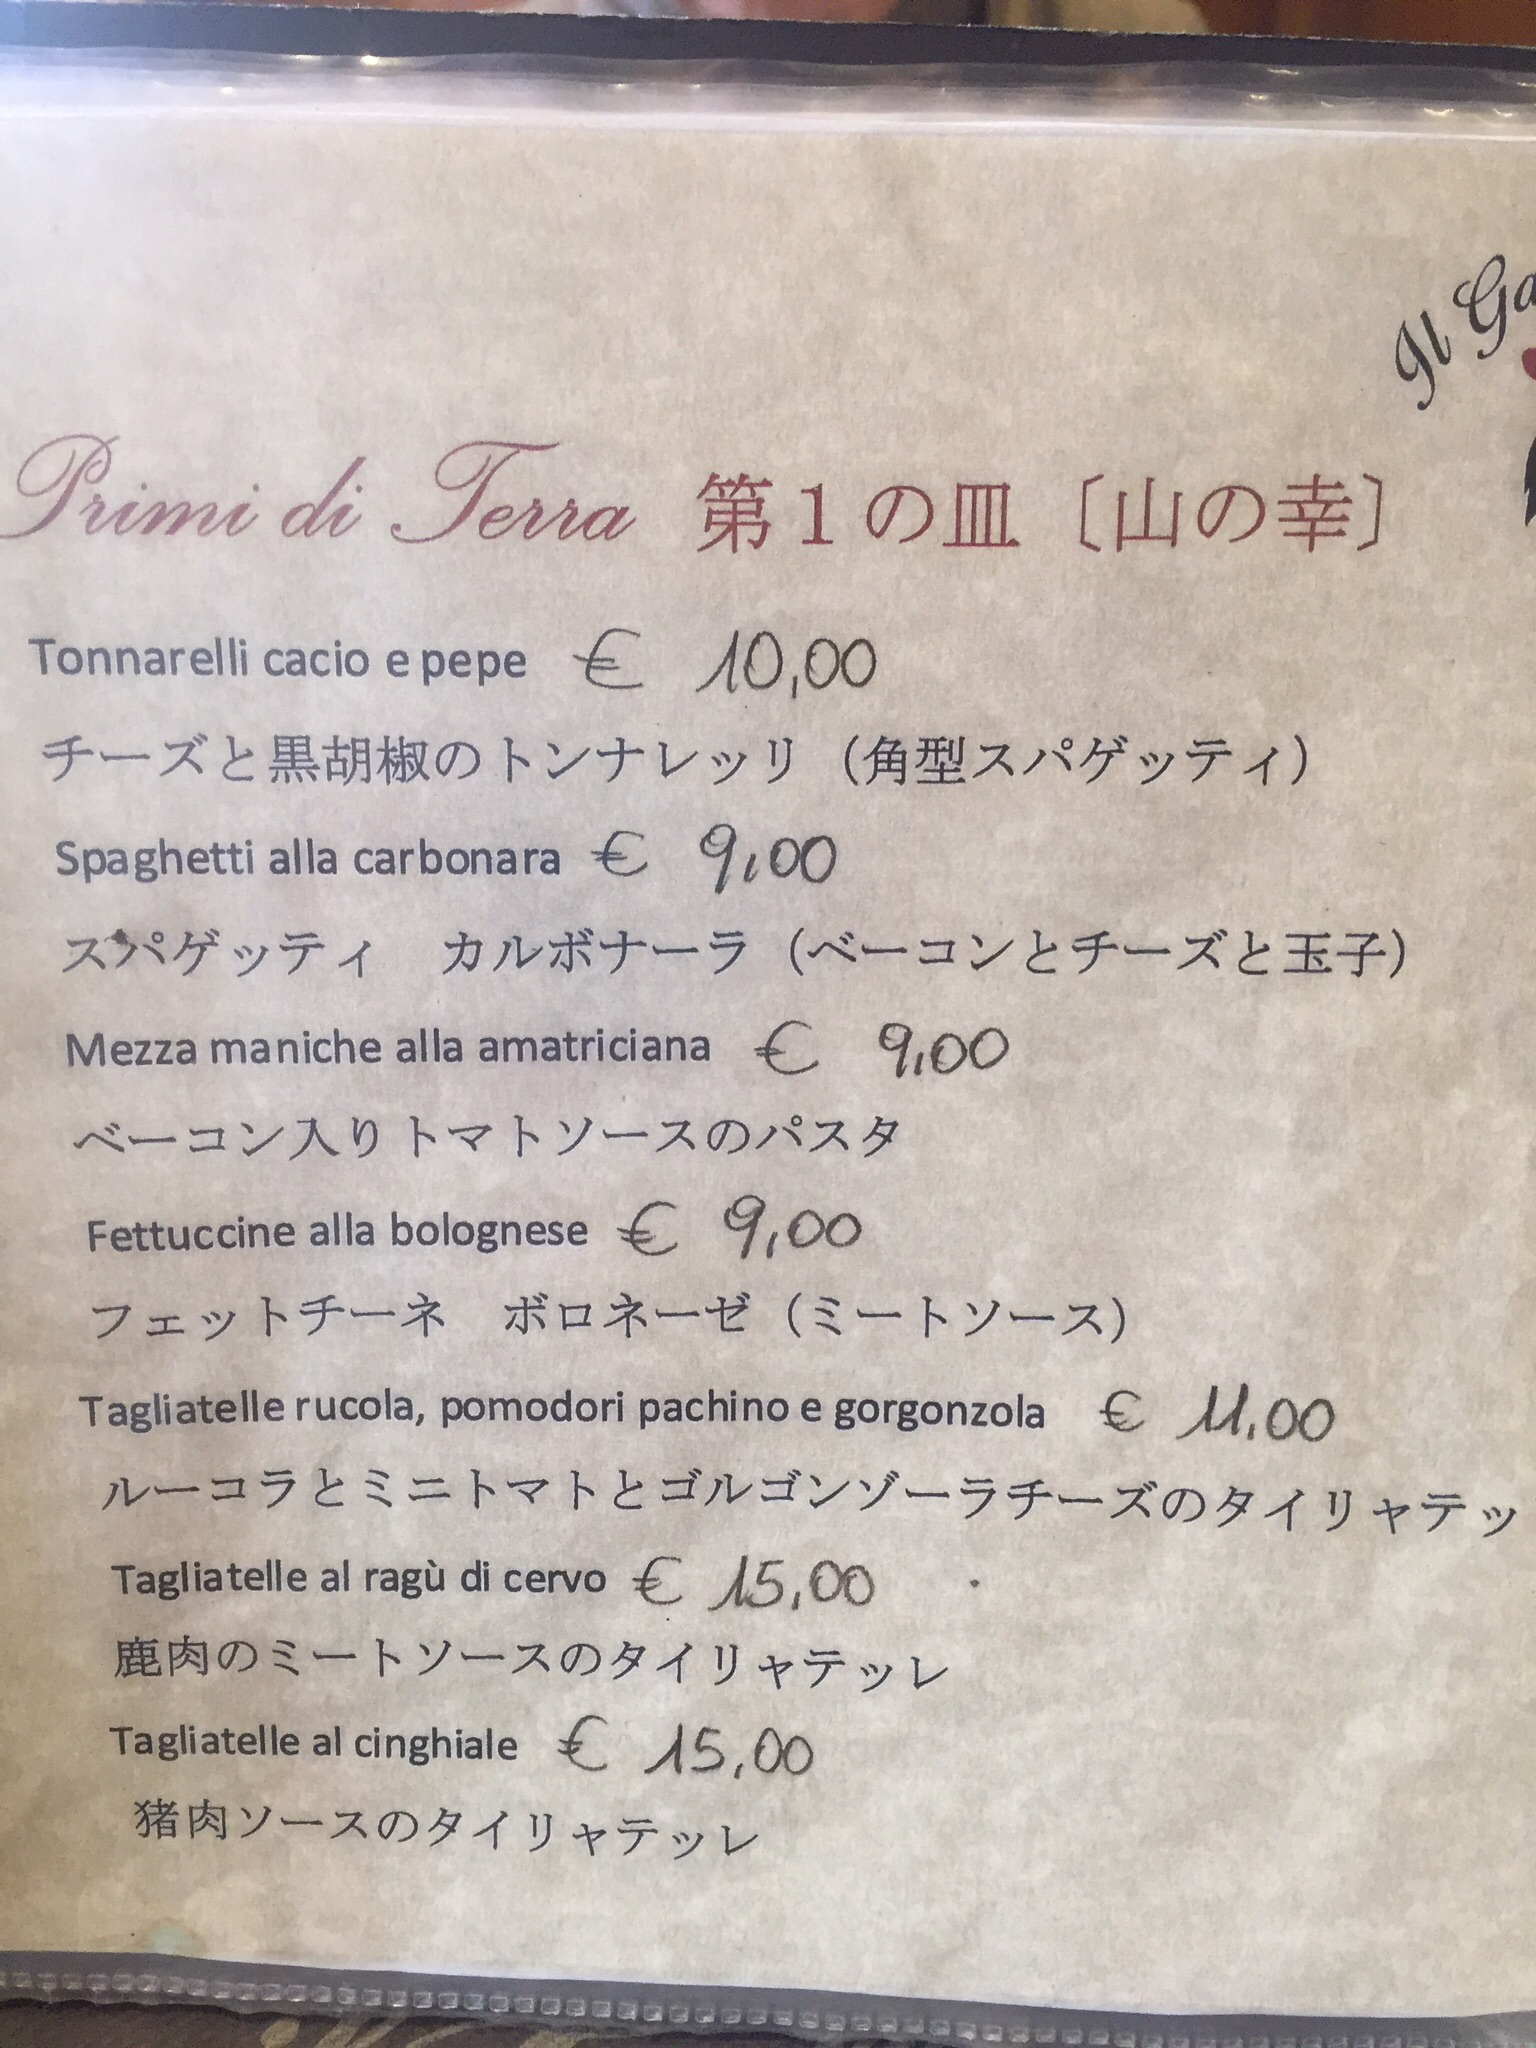 Il
Primi di Terra 第1の皿〔山の幸〕
Tonnarelli cacio e pepe € 10,00
チーズと黒胡椒のトンナレッリ（角型スパゲッティ）
Spaghetti alla carbonara € 9,00
スパゲッティ　カルボナーラ（ベーコンとチーズと玉子）
Mezza maniche alla amatriciana € 9,00
ベーコン入りトマトソースのパスタ
Fettuccine alla bolognese € 9,00
フェットチーネ　ボロネーゼ（ミートソース）
Tagliatelle rucola, pomodori pachino e gorgonzola € 11,00
ルーコラとミニトマトとゴルゴンゾーラチーズのタイリャテッ
Tagliatelle al ragù di cervo € 15,00
鹿肉のミートソースのタイリャテッレ
Tagliatelle al cinghiale € 15,00
猪肉ソースのタイリャテッレ